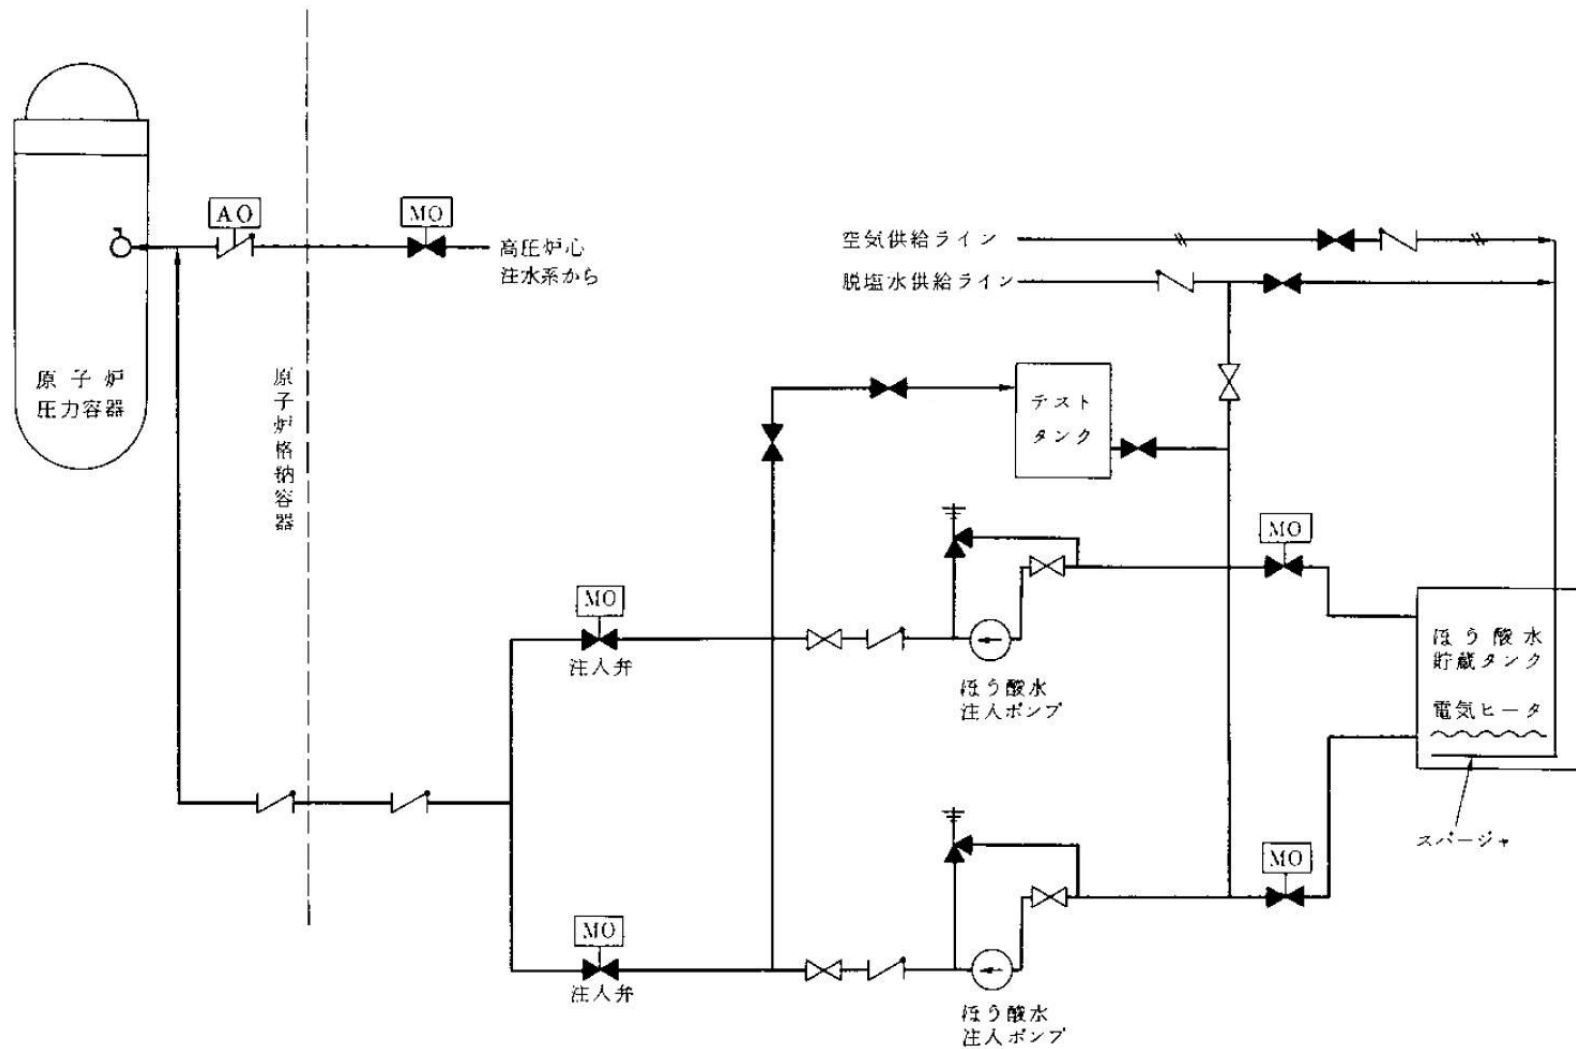 AO
MO
高圧炉心
注水系から
空気供給ライン
脱塩水供給ライン
原子炉
圧力容器
原子炉格納容器
テスト
タンク
MO
MO
注入弁
ほう酸水
注入ポンプ
ほう酸水
貯蔵タンク
電気ヒータ
スパージャ
MO
MO
注入弁
ほう酸水
注入ポンプ